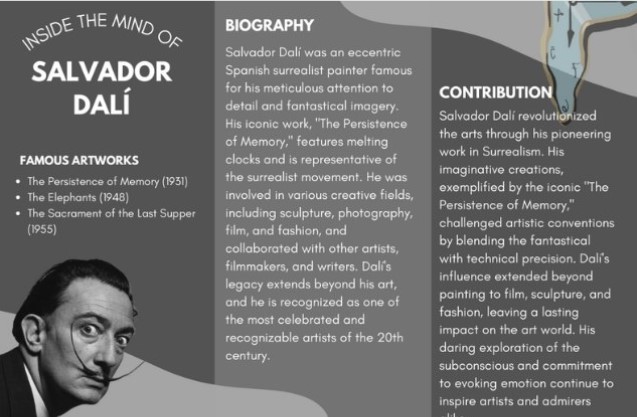 INSIDE THE MIND OF
SALVADOR
DALÍ
FAMOUS ARTWORKS
• The Persistence of Memory (1931)
• The Elephants (1948)
• The Sacrament of the Last Supper
(1955)
BIOGRAPHY
Salvador Dalí was an eccentric
Spanish surrealist painter famous
for his meticulous attention to
detail and fantastical imagery.
His iconic work, "The Persistence
of Memory," features melting
clocks and is representative of
the surrealist movement. He was
involved in various creative fields,
including sculpture, photography,
film, and fashion, and
collaborated with other artists,
filmmakers, and writers. Dalí's
legacy extends beyond his art,
and he is recognized as one of
the most celebrated and
recognizable artists of the 20th
century.
CONTRIBUTION
Salvador Dalí revolutionized
the arts through his pioneering
work in Surrealism. His
imaginative creations,
exemplified by the iconic "The
Persistence of Memory,"
challenged artistic conventions
by blending the fantastical
with technical precision. Dalí's
influence extended beyond
painting to film, sculpture, and
fashion, leaving a lasting
impact on the art world. His
daring exploration of the
subconscious and commitment
to evoking emotion continue to
inspire artists and admirers